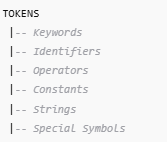 TOKENS
|-- Keywords
|-- Identifiers
|-- Operators
|-- Constants
|-- Strings
|-- Special Symbols